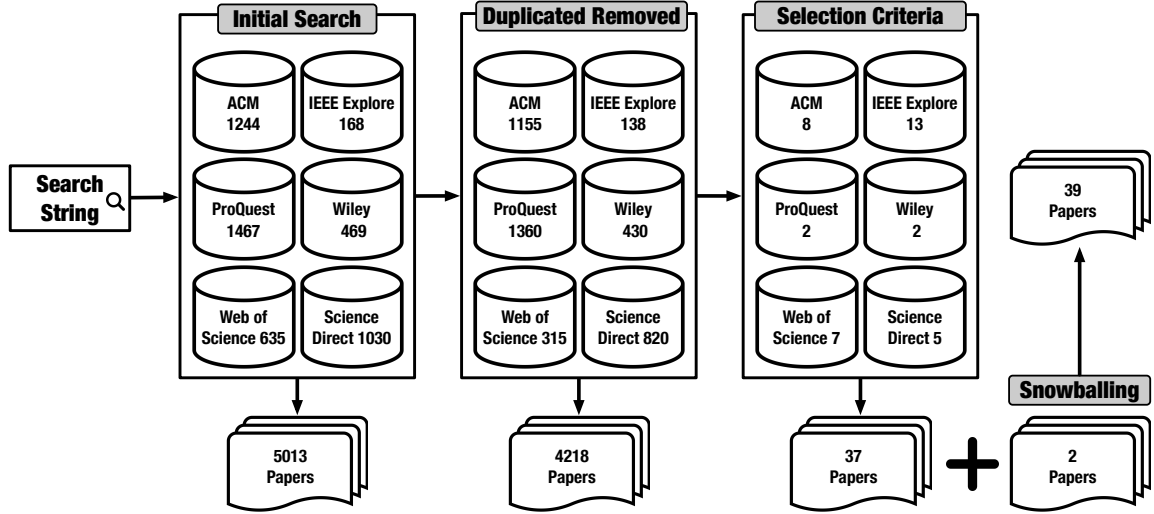 Initial Search
Duplicated Removed
Selection Criteria
ACM
1244
IEEE Explore
168
ProQuest
1467
Wiley
469
Web of
Science 635
Science
Direct 1030
ACM
1155
IEEE Explore
138
ProQuest
1360
Wiley
430
Web of
Science 315
Science
Direct 820
ACM
8
IEEE Explore
13
ProQuest
2
Wiley
2
Web of
Science 7
Science
Direct 5
Search
String
39
Papers
Snowballing
5013
Papers
4218
Papers
37
Papers
2
Papers